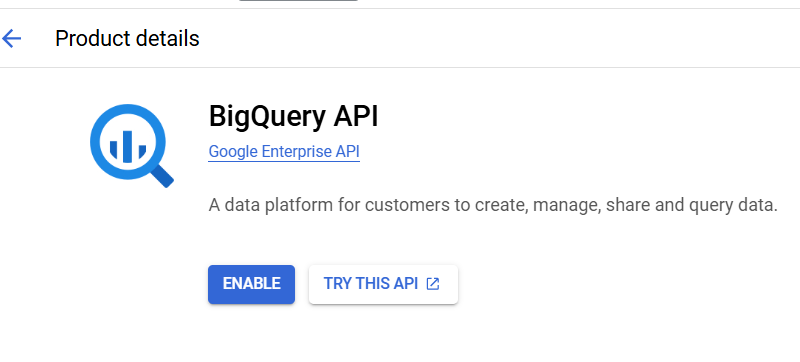 Product details
BigQuery API
Google Enterprise API
A data platform for customers to create, manage, share and query data.
ENABLE
TRY THIS API